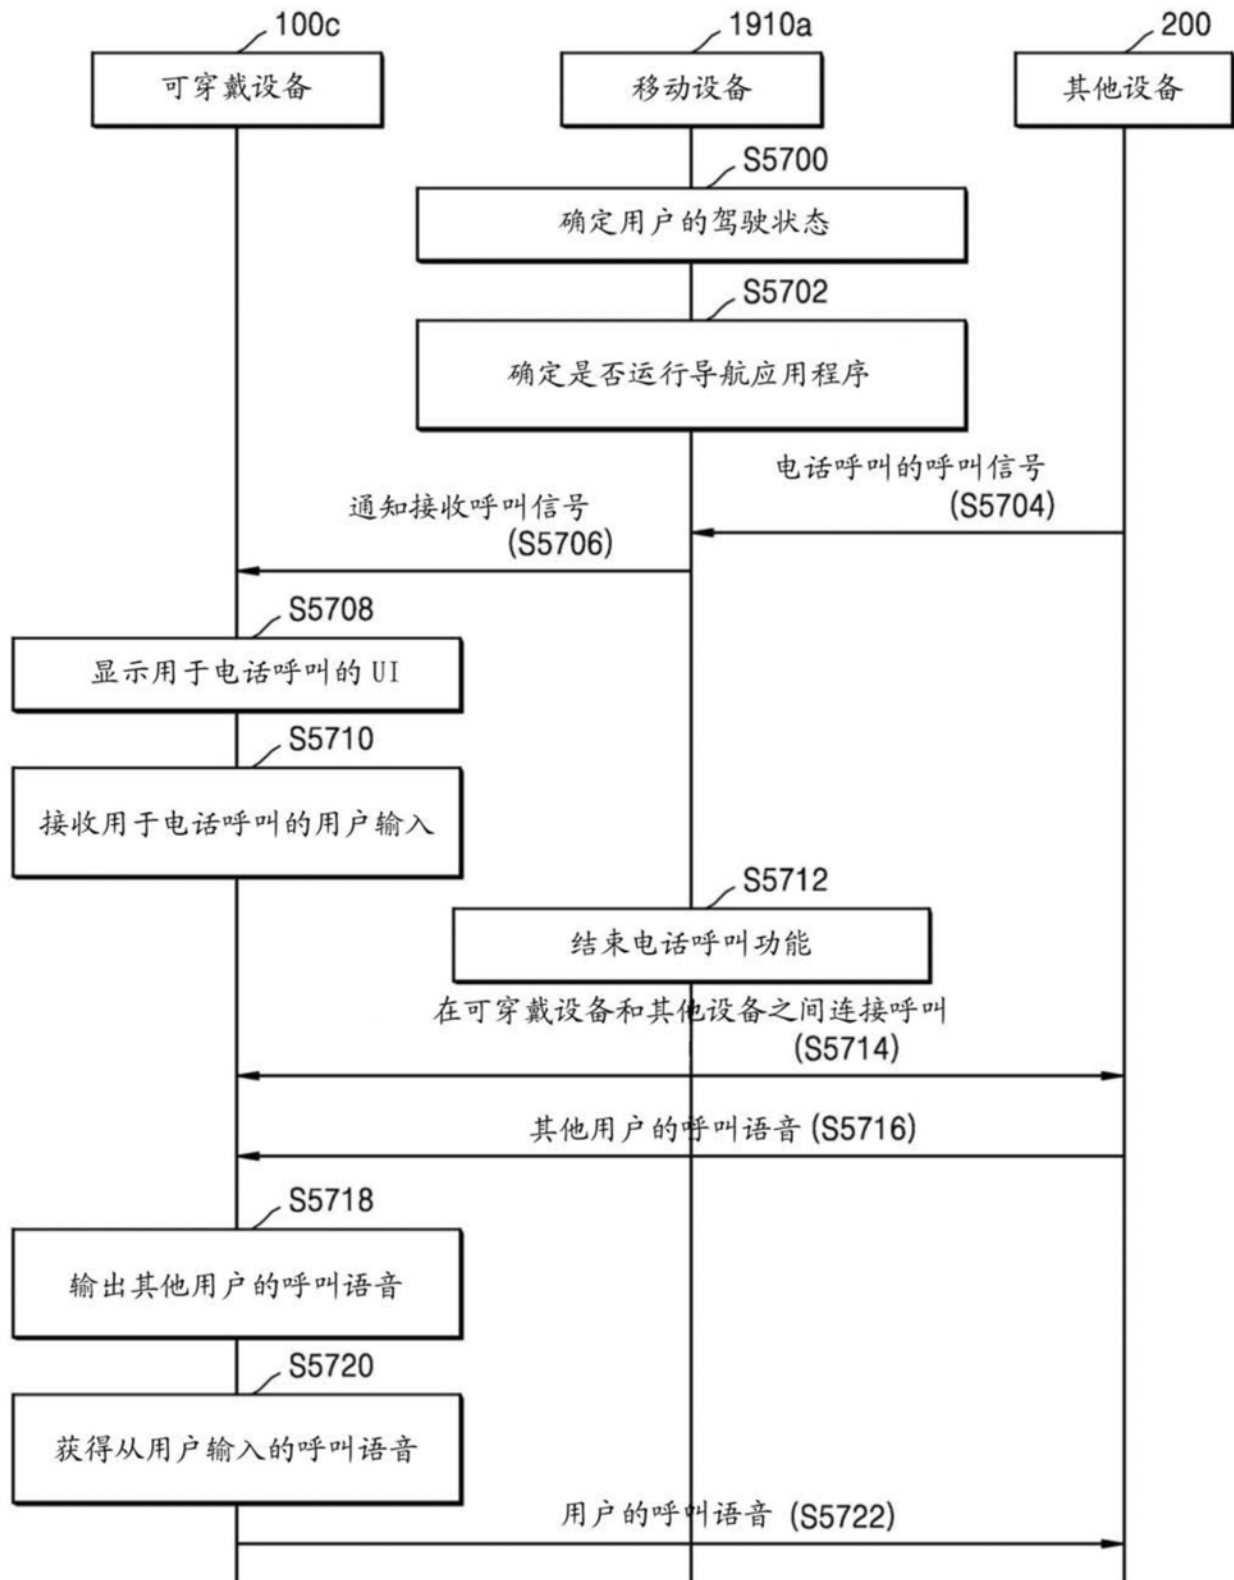 100c
1910a
200
可穿戴设备
移动设备
其他设备
S5700
确定用户的驾驶状态
S5702
确定是否运行导航应用程序
电话呼叫的呼叫信号
(S5704)
通知接收呼叫信号
(S5706)
S5708
显示用于电话呼叫的 UI
S5710
接收用于电话呼叫的用户输入
S5712
结束电话呼叫功能
在可穿戴设备和其他设备之间连接呼叫
(S5714)
其他用户的呼叫语音 (S5716)
S5718
输出其他用户的呼叫语音
S5720
获得从用户输入的呼叫语音
用户的呼叫语音 (S5722)